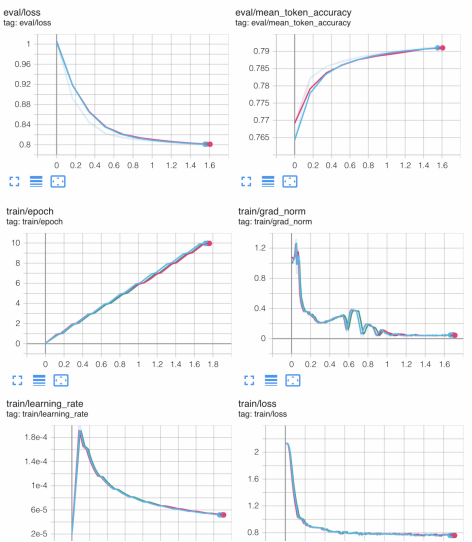 eval/loss
tag: eval/loss
1
0.96
0.92
0.88
0.84
0.8
0 0.2 0.4 0.6 0.8 1 1.2 1.4 1.6
eval/mean_token_accuracy
tag: eval/mean_token_accuracy
0.79
0.785
0.78
0.775
0.77
0.765
0 0.2 0.4 0.6 0.8 1 1.2 1.4 1.6
train/epoch
tag: train/epoch
10
8
6
4
2
0
0 0.2 0.4 0.6 0.8 1 1.2 1.4 1.6 1.8
train/grad_norm
tag: train/grad_norm
1.2
0.8
0.4
0
0 0.2 0.4 0.6 0.8 1 1.2 1.4 1.6
train/learning_rate
tag: train/learning_rate
1.8e-4
1.4e-4
1e-4
6e-5
2e-5
train/loss
tag: train/loss
2
1.6
1.2
0.8